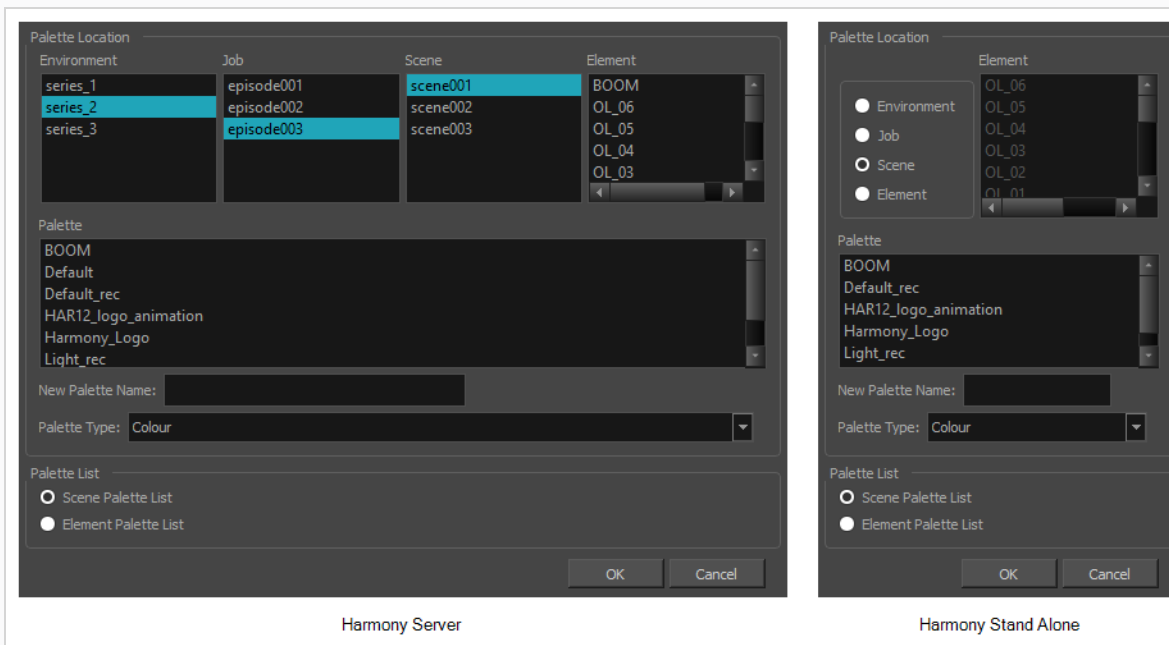 Palette Location
Environment Job Scene Element
series_1 episode001 scene001 BOOM
series_2 episode002 scene002 OL_06
series_3 episode003 scene003 OL_05
OL_04
OL_03
Palette
BOOM
Default
Default_rec
HAR12_logo_animation
Harmony_Logo
Light_rec
New Palette Name:
Palette Type: Colour
Palette List
Scene Palette List
Element Palette List
OK Cancel
Harmony Server
Palette Location
Element
OL_06
Environment OL_05
Job OL_04
OL_03
Scene OL_02
Element OL_01
Palette
BOOM
Default_rec
HAR12_logo_animation
Harmony_Logo
Light_rec
New Palette Name:
Palette Type: Colour
Palette List
Scene Palette List
Element Palette List
OK Cancel
Harmony Stand Alone